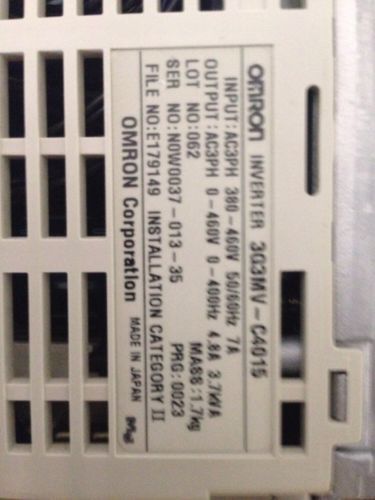 OMRON INVERTER 3G3MV-C4015
INPUT:AC3PH 380-460V 50/60Hz 7A
OUTPUT:AC3PH 0-460V 0-400Hz 4.8A 3.7kVA
LOT NO:062 MASS:1.7kg
SER NO:NOW0037-013-35 PRG:0023
FILE NO:E179149 INSTALLATION CATEGORY II
OMRON Corporation MADE IN JAPAN